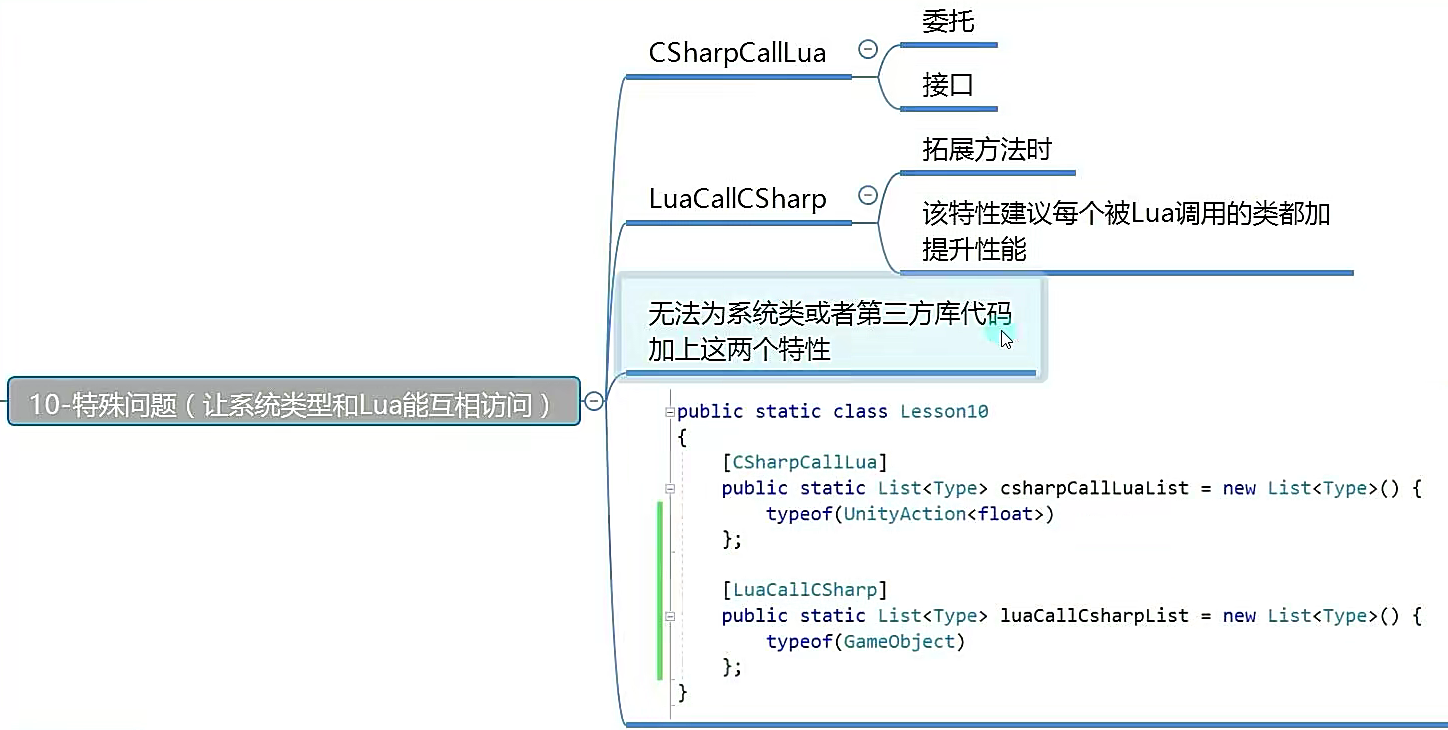 CSharpCallLua
委托
接口
LuaCallCSharp
拓展方法时
该特性建议每个被Lua调用的类都加
提升性能
无法为系统类或者第三方库代码
加上这两个特性
10-特殊问题（让系统类型和Lua能互相访问）
public static class Lesson10
{
[CSharpCallLua]
public static List<Type> csharpCallLuaList = new List<Type>() {
typeof(UnityAction<float>)
};
[LuaCallCSharp]
public static List<Type> luaCallCsharpList = new List<Type>() {
typeof(GameObject)
};
}